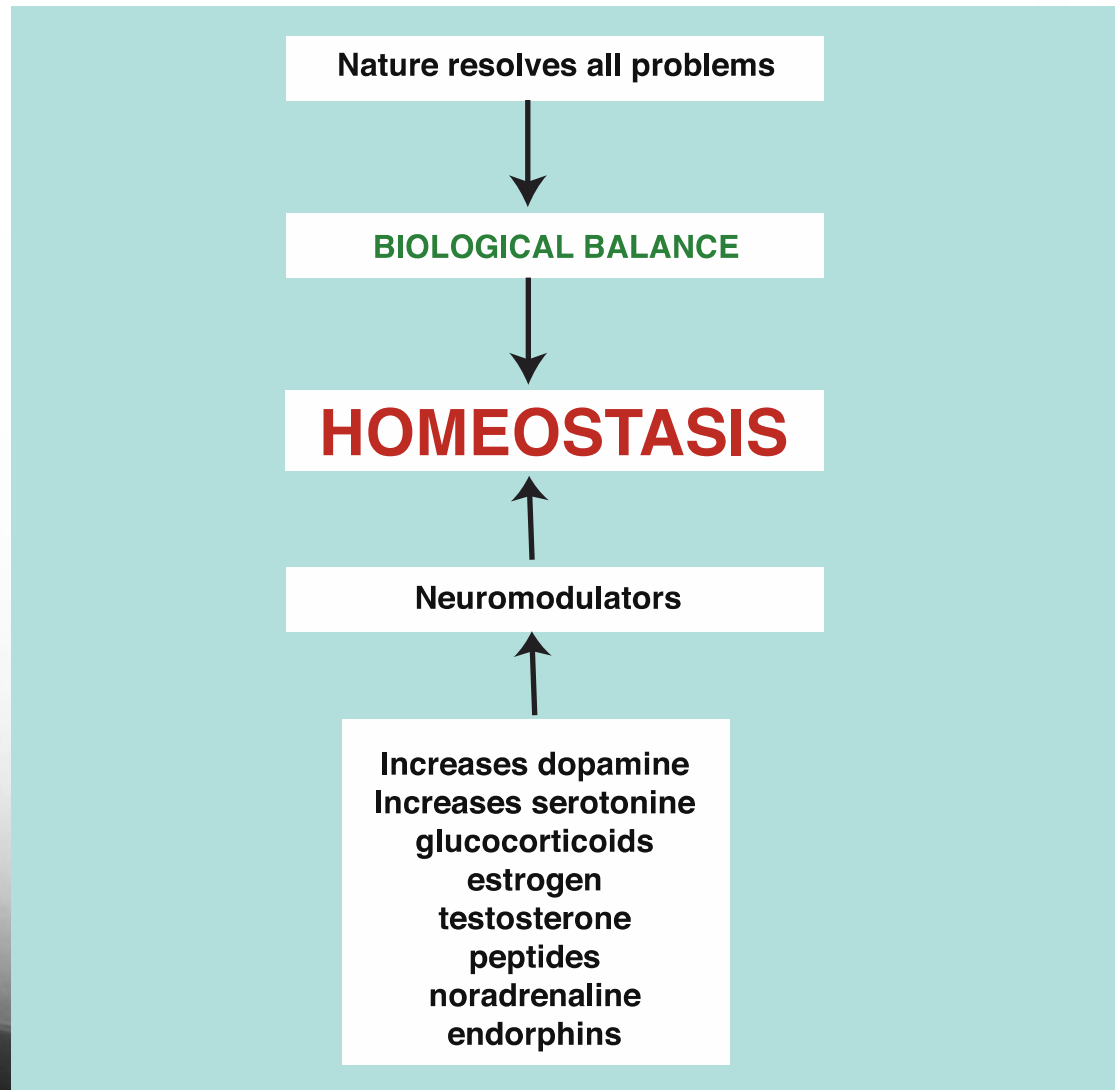 Nature resolves all problems
BIOLOGICAL BALANCE
HOMEOSTASIS
Neuromodulators
Increases dopamine
Increases serotonine
glucocorticoids
estrogen
testosterone
peptides
noradrenaline
endorphins